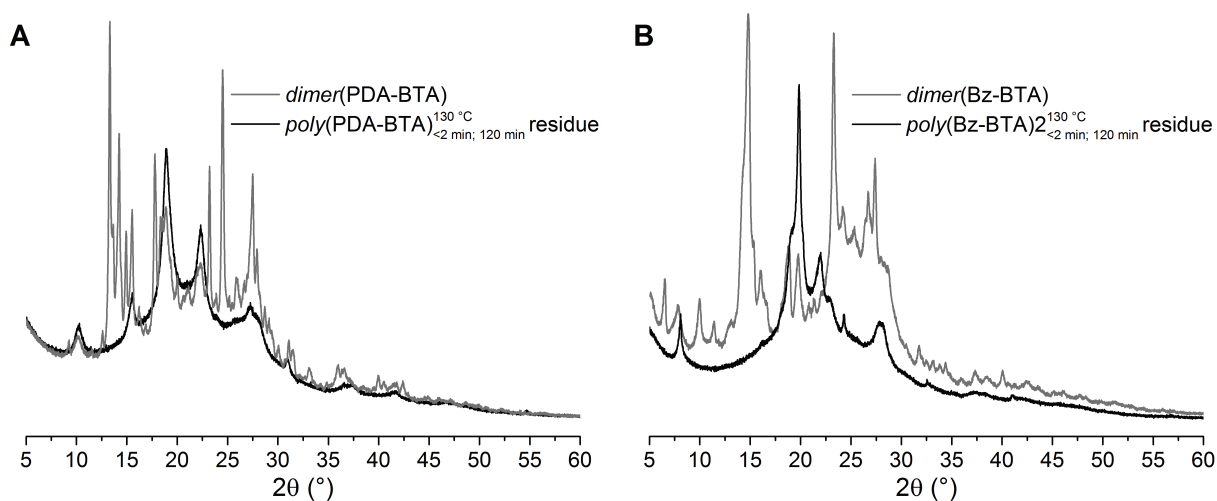 A
dimer(PDA-BTA)
poly(PDA-BTA)130 °C <2 min; 120 min residue
5 10 15 20 25 30 35 40 45 50 55 60
2θ (°)
B
dimer(Bz-BTA)
poly(Bz-BTA)2130 °C <2 min; 120 min residue
5 10 15 20 25 30 35 40 45 50 55 60
2θ (°)